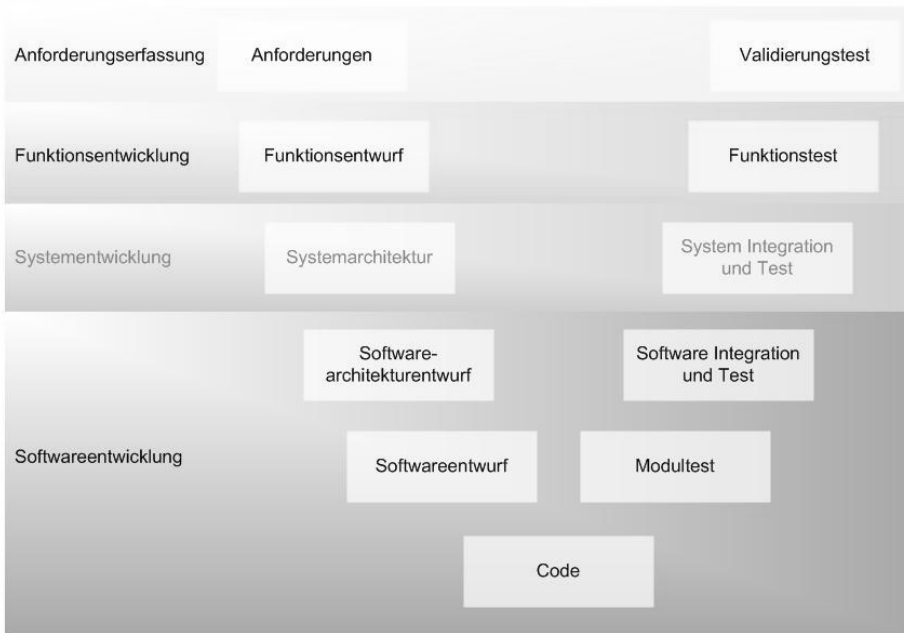 Anforderungserfassung
Anforderungen
Validierungstest
Funktionsentwicklung
Funktionsentwurf
Funktionstest
Systementwicklung
Systemarchitektur
System Integration
und Test
Software-
architekturentwurf
Software Integration
und Test
Softwareentwicklung
Softwareentwurf
Modultest
Code